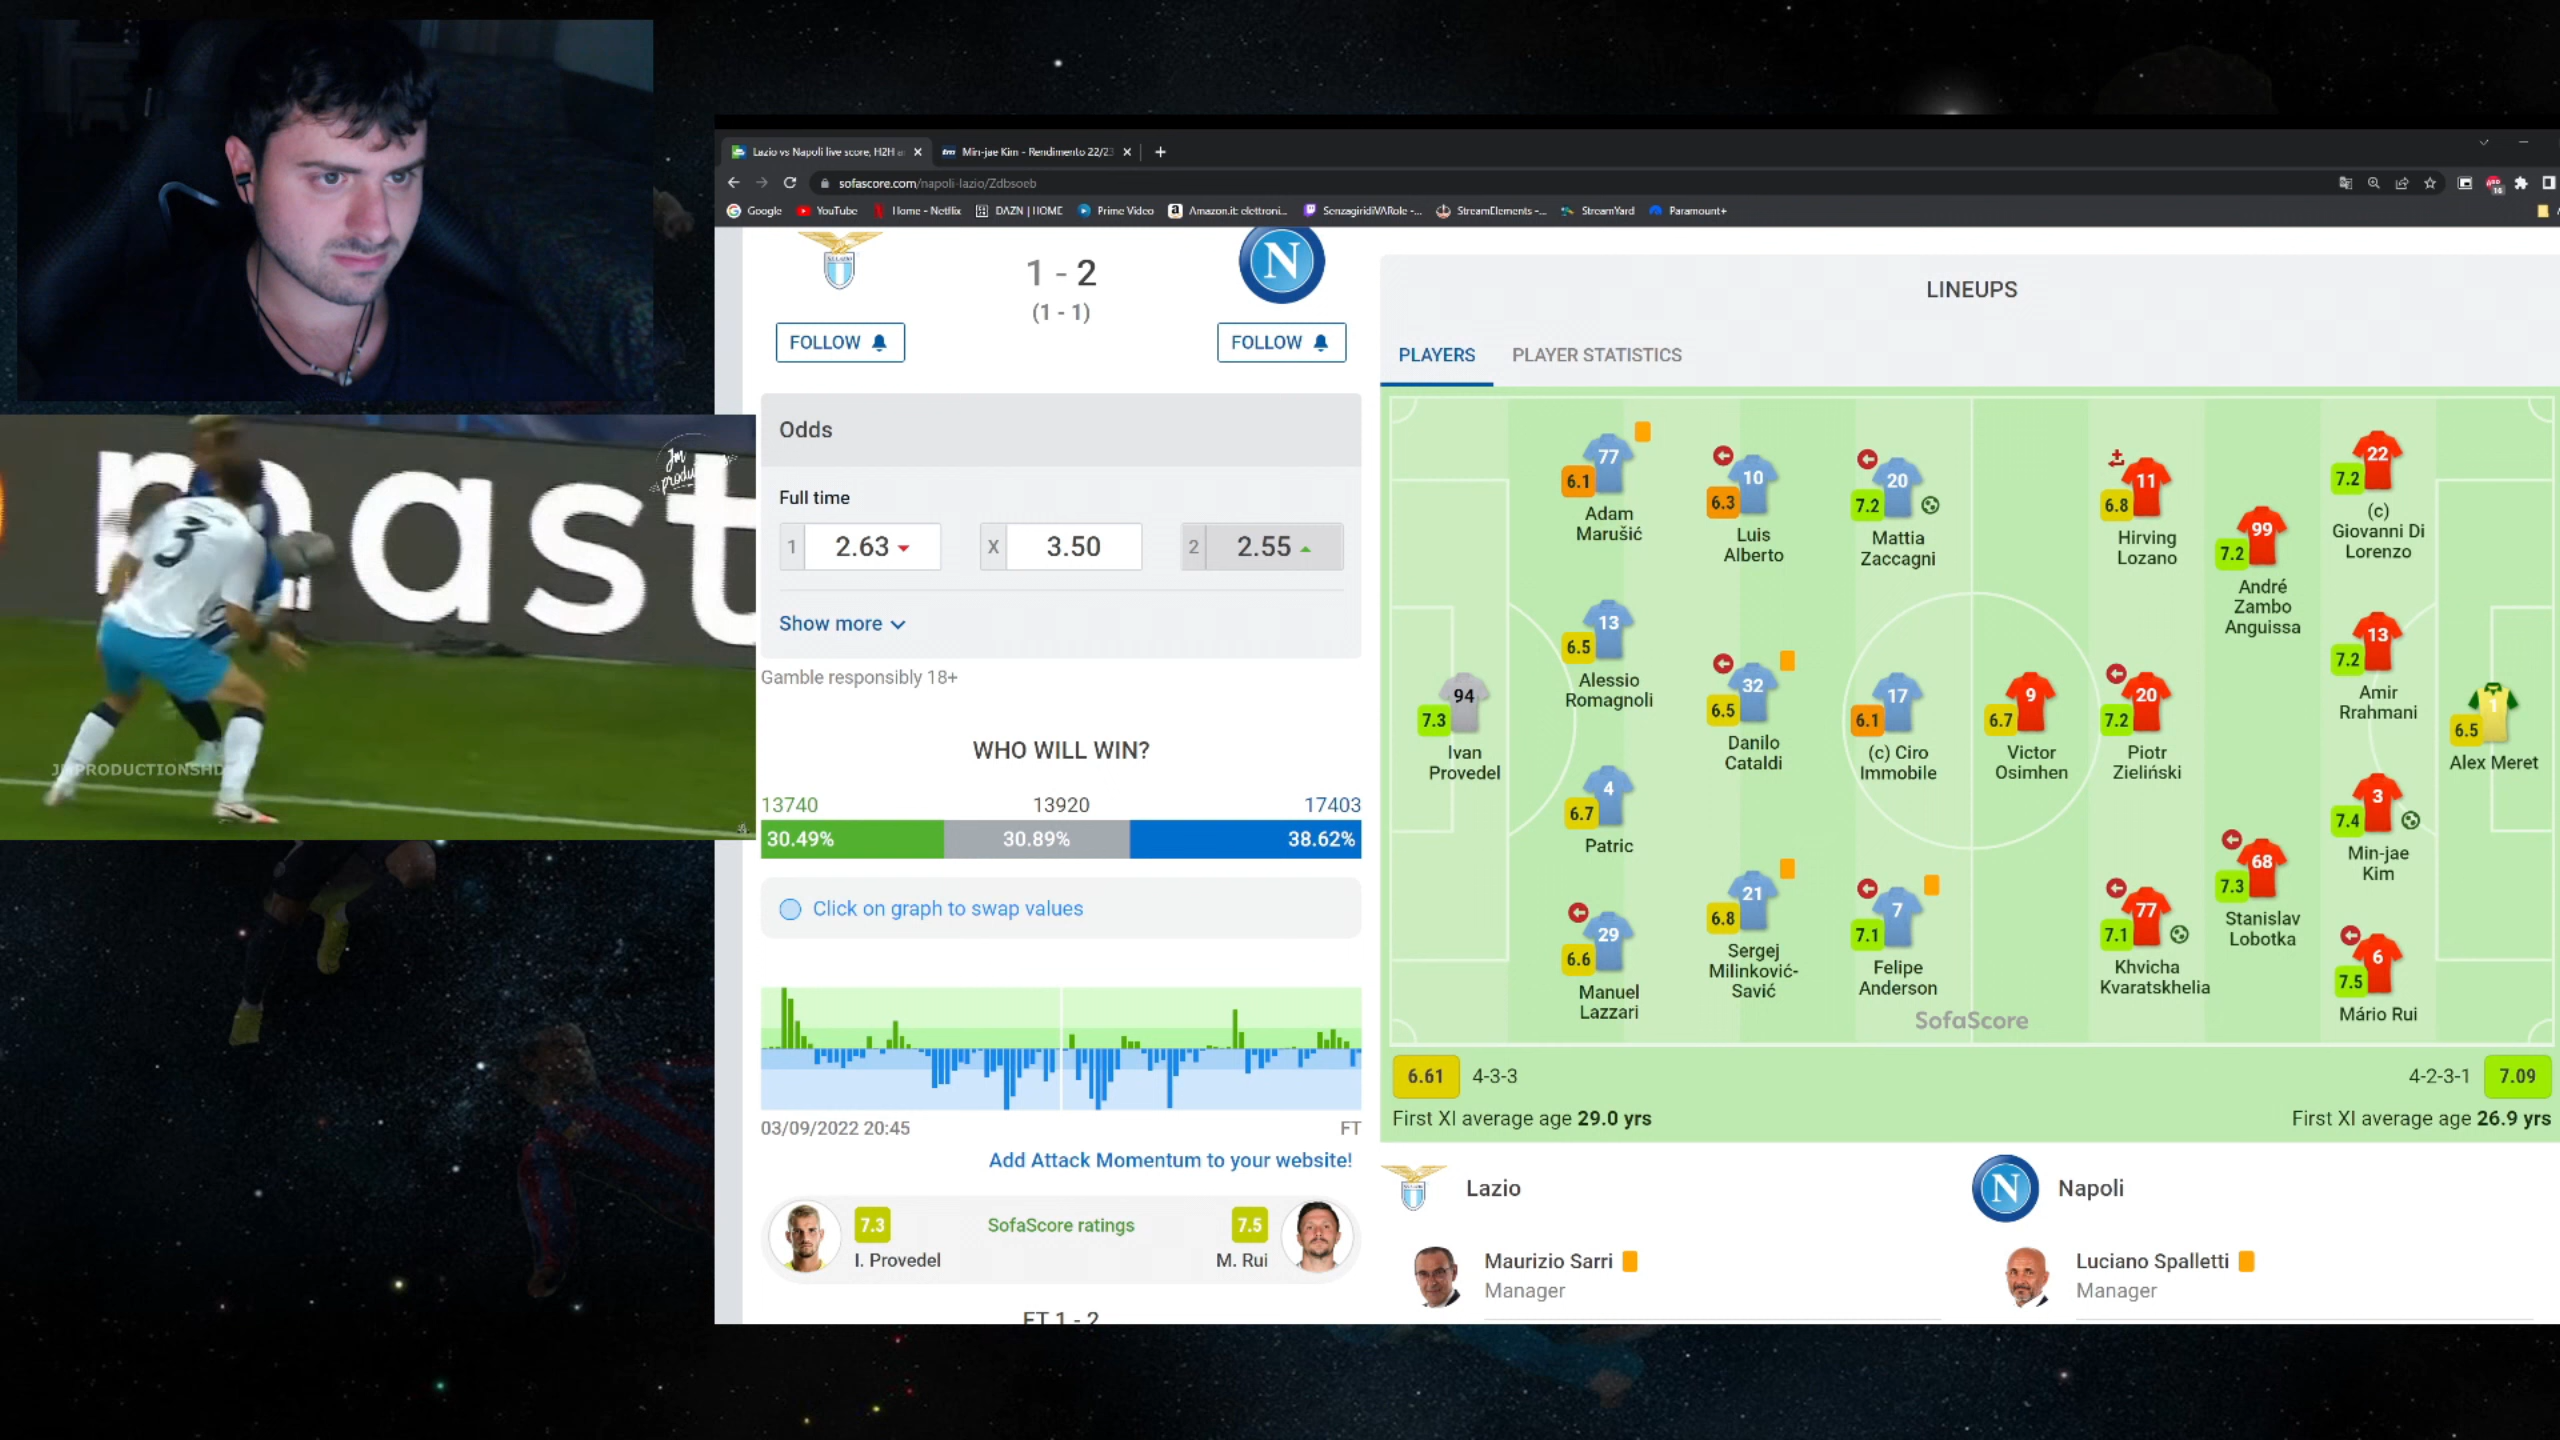 Lazio vs Napoli live score, H2H a
Min-jae Kim - Rendimento 22/23
sofascore.com/napoli-lazio/Zdbsoeb
Google
YouTube
Home - Netflix
DAZN | HOME
Prime Video
Amazon.it: elettroni...
SenzagiridiVARole -...
StreamElements -...
StreamYard
Paramount+
1 - 2
(1 - 1)
FOLLOW
FOLLOW
Odds
Full time
1 2.63
X 3.50
2 2.55
Show more
Gamble responsibly 18+
WHO WILL WIN?
13740 13920 17403
30.49% 30.89% 38.62%
Click on graph to swap values
03/09/2022 20:45 FT
Add Attack Momentum to your website!
7.3 SofaScore ratings 7.5
I. Provedel M. Rui
FT 1 - 2
LINEUPS
PLAYERS PLAYER STATISTICS
94
7.3
Ivan
Provedel
77
6.1
Adam
Marušić
13
6.5
Alessio
Romagnoli
4
6.7
Patric
29
6.6
Manuel
Lazzari
10
6.3
Luis
Alberto
32
6.5
Danilo
Cataldi
21
6.8
Sergej
Milinković-
Savić
20
7.2
Mattia
Zaccagni
17
6.1
(c) Ciro
Immobile
7
7.1
Felipe
Anderson
9
6.7
Victor
Osimhen
11
6.8
Hirving
Lozano
20
7.2
Piotr
Zieliński
77
7.1
Khvicha
Kvaratskhelia
99
7.2
André
Zambo
Anguissa
68
7.3
Stanislav
Lobotka
22
7.2
(c)
Giovanni Di
Lorenzo
13
7.2
Amir
Rrahmani
3
7.4
Min-jae
Kim
6
7.5
Mário Rui
1
6.5
Alex Meret
SofaScore
6.61 4-3-3
4-2-3-1 7.09
First XI average age 29.0 yrs
First XI average age 26.9 yrs
Lazio
Napoli
Maurizio Sarri
Manager
Luciano Spalletti
Manager
mast
3
Jm
JMPRODUCTIONSHD
N
N